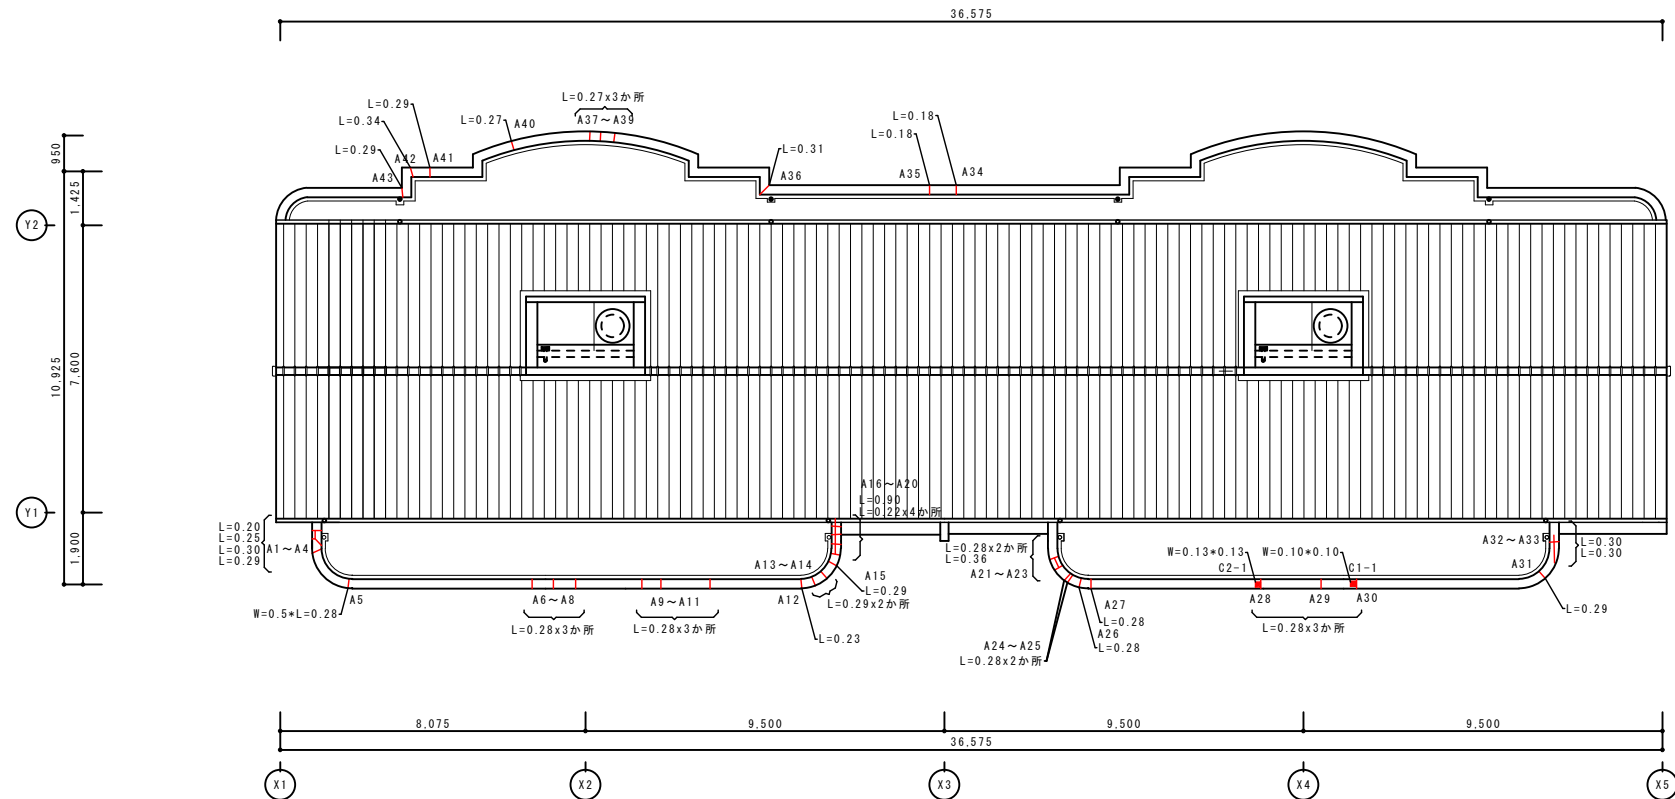 36,575
L=0.27x3か所
L=0.29
A37～A39
L=0.34
L=0.27
A40
L=0.18
L=0.18
L=0.29
A42
A41
L=0.31
A43
A36
A35
A34
950
1,425
Y2
10,925
7,600
Y1
1,900
A16～A20
L=0.90
L=0.22x4か所
L=0.20
L=0.25
L=0.30
L=0.29
A1～A4
A13～A14
L=0.28x2か所
L=0.36
A21～A23
W=0.13*0.13
W=0.10*0.10
C2-1
C1-1
A32～A33
L=0.30
L=0.30
A31
A15
L=0.29
L=0.29x2か所
A5
W=0.5*L=0.28
A6～A8
L=0.28x3か所
A9～A11
L=0.28x3か所
A12
L=0.23
A27
L=0.28
A26
L=0.28
A24～A25
L=0.28x2か所
A28
A29
A30
L=0.28x3か所
L=0.29
8,075
9,500
9,500
9,500
36,575
X1
X2
X3
X4
X5